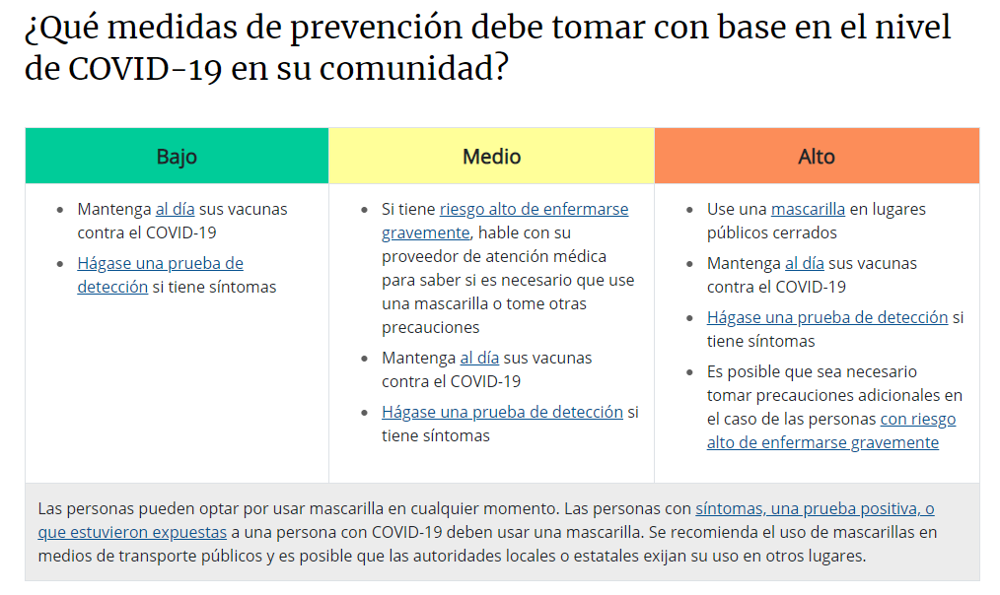 ¿Qué medidas de prevención debe tomar con base en el nivel
de COVID-19 en su comunidad?
Bajo
Mantenga al día sus vacunas
contra el COVID-19
Hágase una prueba de
detección si tiene síntomas
Medio
Si tiene riesgo alto de enfermarse
gravemente, hable con su
proveedor de atención médica
para saber si es necesario que use
una mascarilla o tome otras
precauciones
Mantenga al día sus vacunas
contra el COVID-19
Hágase una prueba de detección si
tiene síntomas
Alto
Use una mascarilla en lugares
públicos cerrados
Mantenga al día sus vacunas
contra el COVID-19
Hágase una prueba de detección si
tiene síntomas
Es posible que sea necesario
tomar precauciones adicionales en
el caso de las personas con riesgo
alto de enfermarse gravemente
Las personas pueden optar por usar mascarilla en cualquier momento. Las personas con síntomas, una prueba positiva, o
que estuvieron expuestas a una persona con COVID-19 deben usar una mascarilla. Se recomienda el uso de mascarillas en
medios de transporte públicos y es posible que las autoridades locales o estatales exijan su uso en otros lugares.